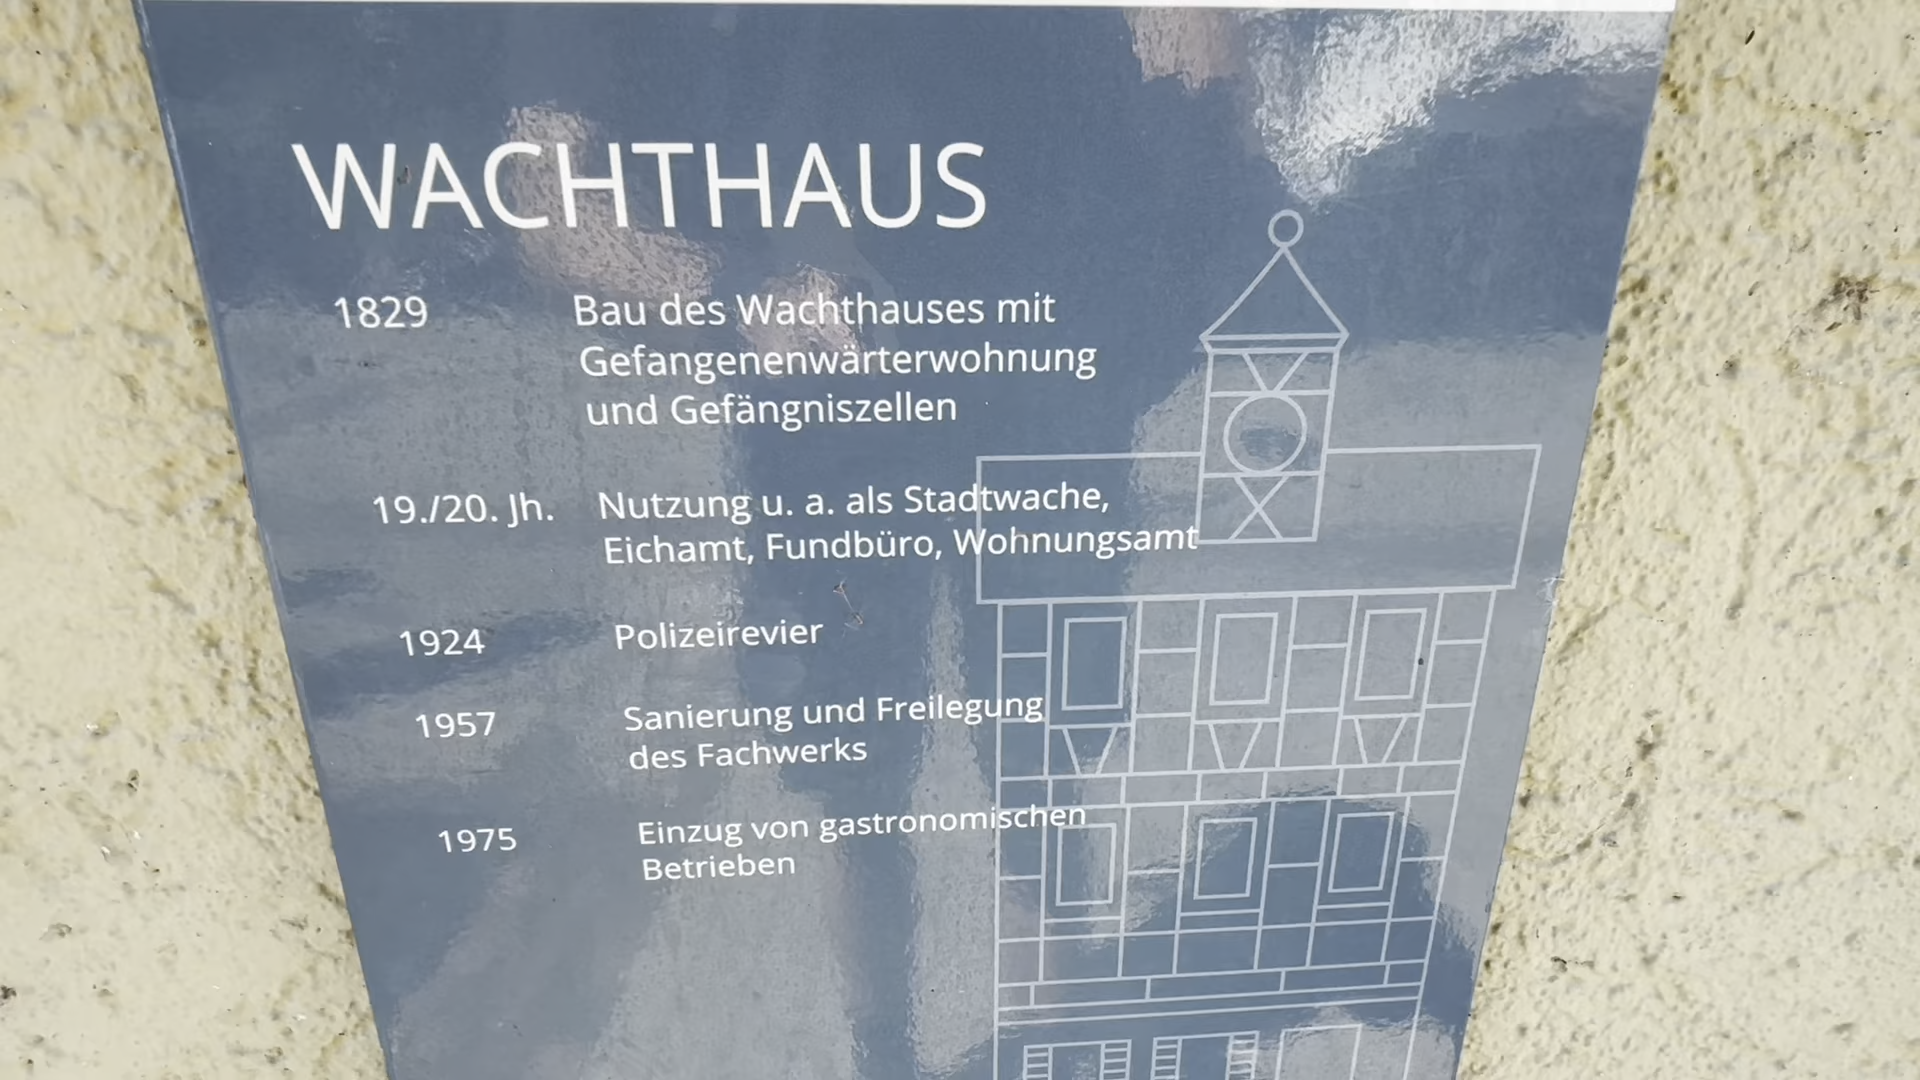 WACHTHAUS
1829 Bau des Wachthauses mit
Gefangenenwärterwohnung
und Gefängniszellen
19./20. Jh. Nutzung u. a. als Stadtwache,
Eichamt, Fundbüro, Wohnungsamt
1924 Polizeirevier
1957 Sanierung und Freilegung
des Fachwerks
1975 Einzug von gastronomischen
Betrieben